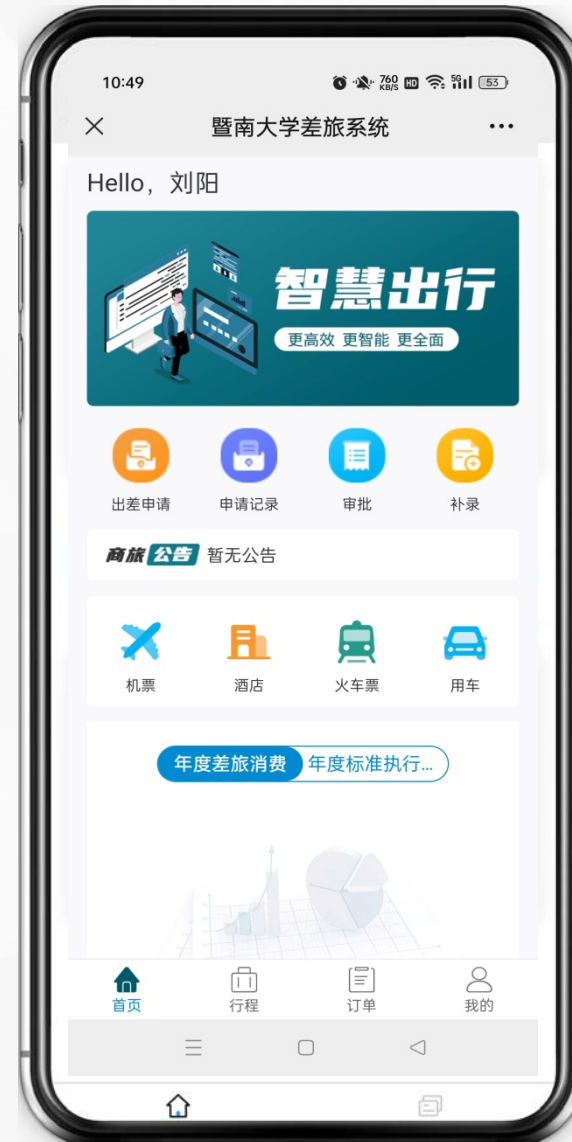 10:49 760 KB/S HD 5G 53
暨南大学差旅系统
Hello，刘阳
智慧出行
更高效 更智能 更全面
出差申请 申请记录 审批 补录
商旅 公告 暂无公告
机票 酒店 火车票 用车
年度差旅消费 年度标准执行...
首页 行程 订单 我的